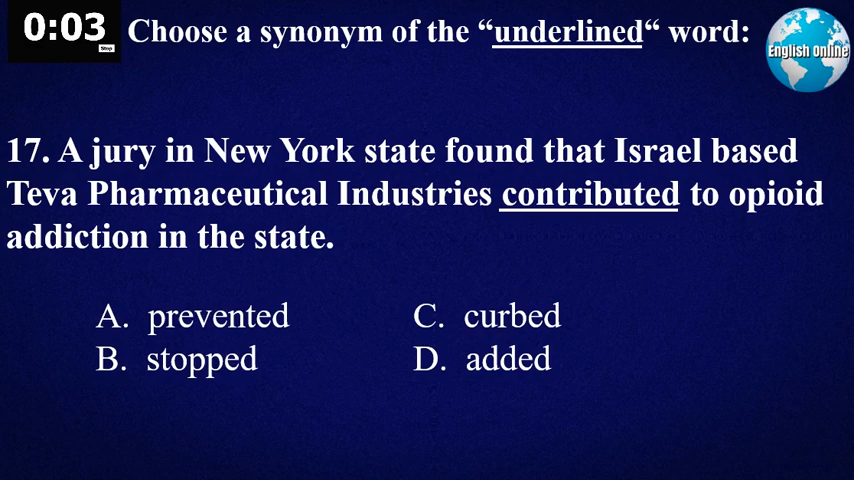 0:03
Stop
Choose a synonym of the “underlined“ word:
English Online
17. A jury in New York state found that Israel based
Teva Pharmaceutical Industries contributed to opioid
addiction in the state.
A. prevented
B. stopped
C. curbed
D. added